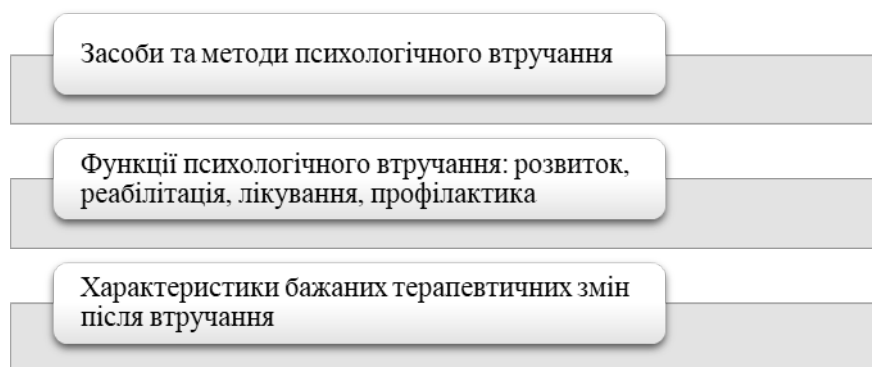 Засоби та методи психологічного втручання
Функції психологічного втручання: розвиток,
реабілітація, лікування, профілактика
Характеристики бажаних терапевтичних змін
після втручання